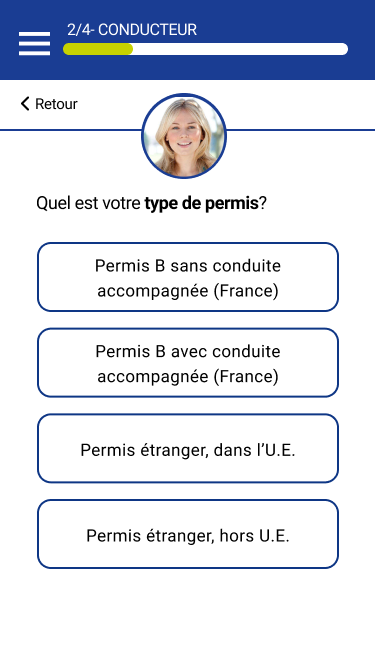 2/4- CONDUCTEUR
Retour
Quel est votre type de permis?
Permis B sans conduite
accompagnée (France)
Permis B avec conduite
accompagnée (France)
Permis étranger, dans l’U.E.
Permis étranger, hors U.E.